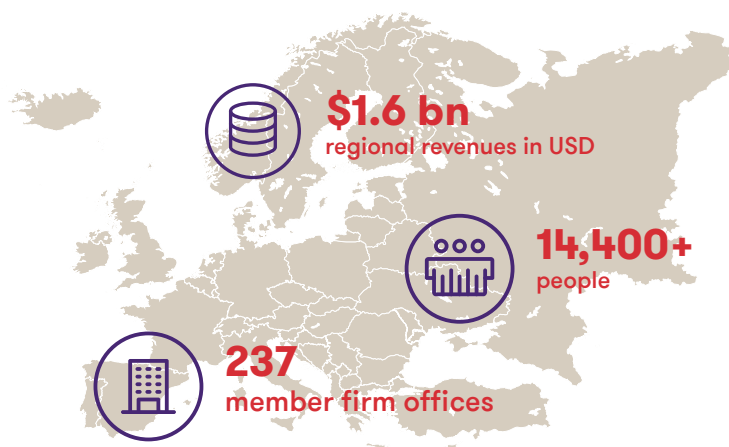 $1.6 bn
regional revenues in USD
14,400+
people
237
member firm offices